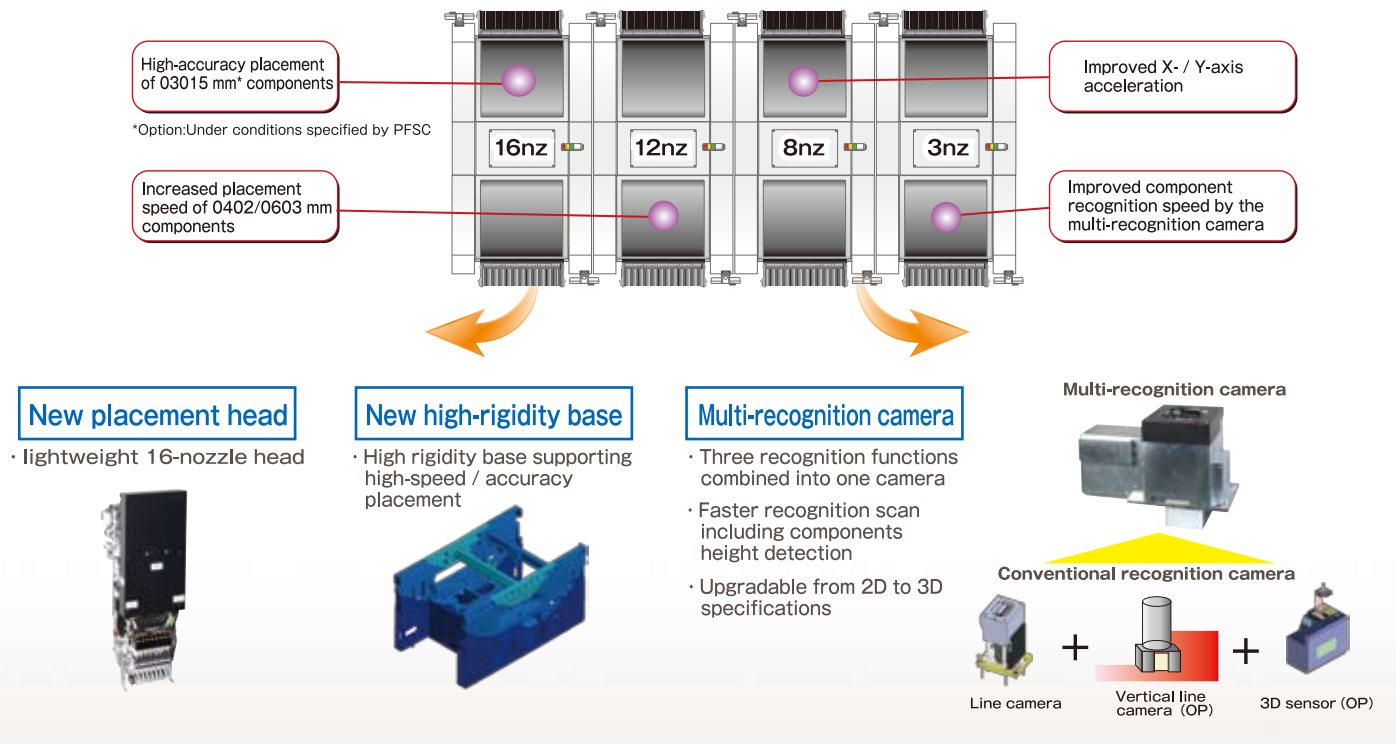 High-accuracy placement
of 03015 mm* components
*Option:Under conditions specified by PFSC
Increased placement
speed of 0402/0603 mm
components
16nz
12nz
8nz
3nz
Improved X- / Y-axis
acceleration
Improved component
recognition speed by the
multi-recognition camera
New placement head
· lightweight 16-nozzle head
New high-rigidity base
· High rigidity base supporting
high-speed / accuracy
placement
Multi-recognition camera
· Three recognition functions
combined into one camera
· Faster recognition scan
including components
height detection
· Upgradable from 2D to 3D
specifications
Multi-recognition camera
Conventional recognition camera
+
+
Line camera
Vertical line
camera (OP)
3D sensor (OP)